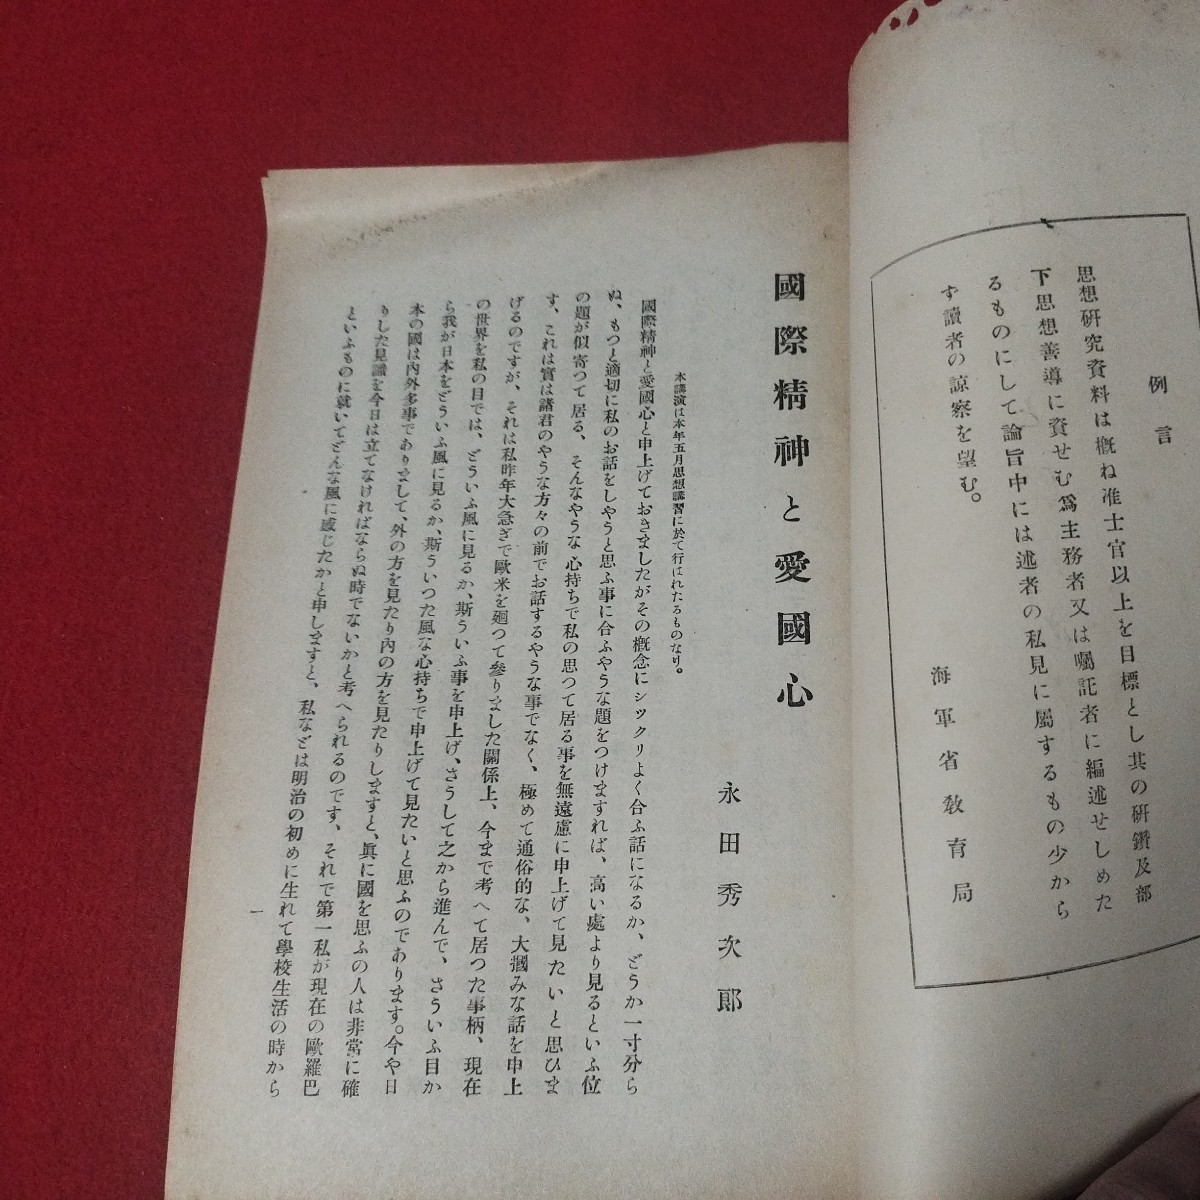 例言
思想研究資料は概ね准士官以上を目標とし其の研鑽及部
下思想善導に資せむ爲主務者又は囑託者に編述せしめた
るものにして論旨中には述者の私見に屬するもの少から
ず讀者の諒察を望む。
海軍省教育局
國際精神と愛國心
永田秀次郎
本講演は本年五月思想講習に於て行はれたるものなり。
國際精神と愛國心と申上げておきましたがその概念にシックリよく合ふ話になるか、どうか一寸分ら
ぬ、もつと適切に私のお話をしやうと思ふ事に合ふやうな題をつけますれば、高い處より見るといふ位
の題が似寄つて居る、そんなやうな心持ちで私の思つて居る事を無遠慮に申上げて見たいと思ひま
す、これは實は諸君のやうな方々の前でお話するやうな事でなく、極めて通俗的な、大摑みな話を申上
げるのですが、それは私昨年大急ぎで歐米を廻つて參りました關係上、今まで考へて居つた事柄、現在
の世界を私の目では、どういふ風に見るか、斯ういふ事を申上げ、さうして之から進んで、さういふ目か
ら我が日本をどういふ風に見るか、斯ういつた風な心持ちで申上げて見たいと思ふのであります。今や日
本の國は內外多事でありまして、外の方を見たり內の方を見たりしますと、眞に國を思ふの人は非常に確
りした見識を今日は立てなければならぬ時でないかと考へられるのです、それで第一私が現在の歐羅巴
といふものに就いてどんな風に感じたかと申しますと、私などは明治の初めに生れて學校生活の時から
一